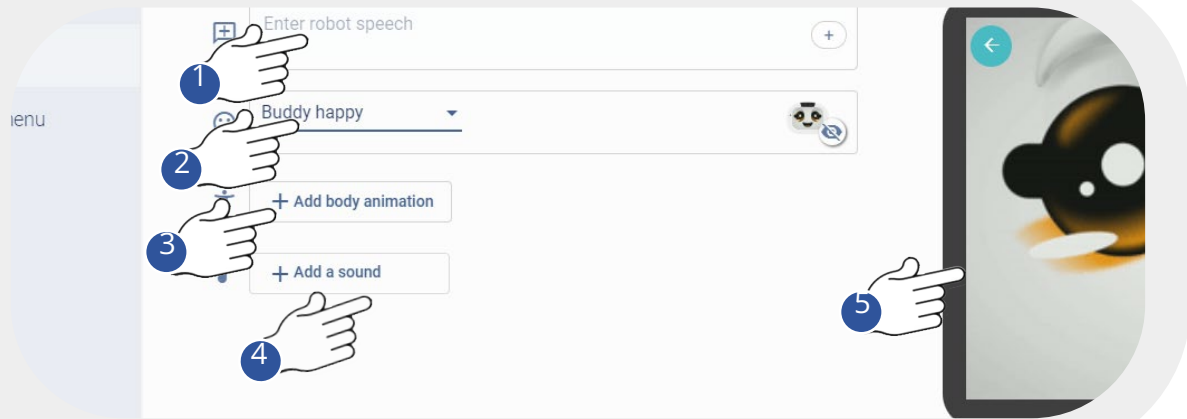 Enter robot speech
+
1
Buddy happy
2
+ Add body animation
3
+ Add a sound
4
5